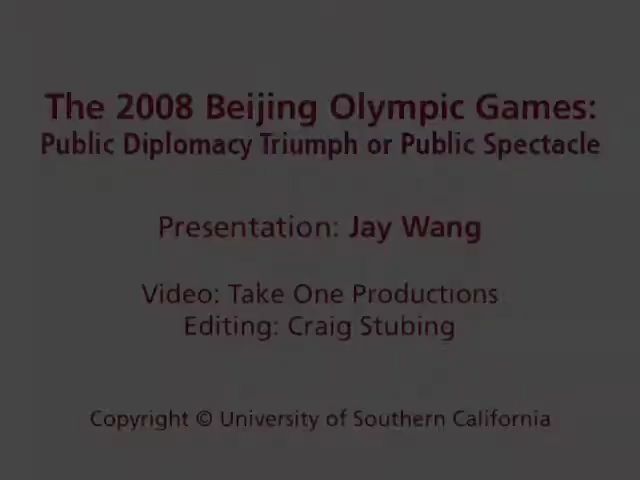 The 2008 Beijing Olympic Games:
Public Diplomacy Triumph or Public Spectacle
Presentation: Jay Wang
Video: Take One Productions
Editing: Craig Stubing
Copyright © University of Southern California